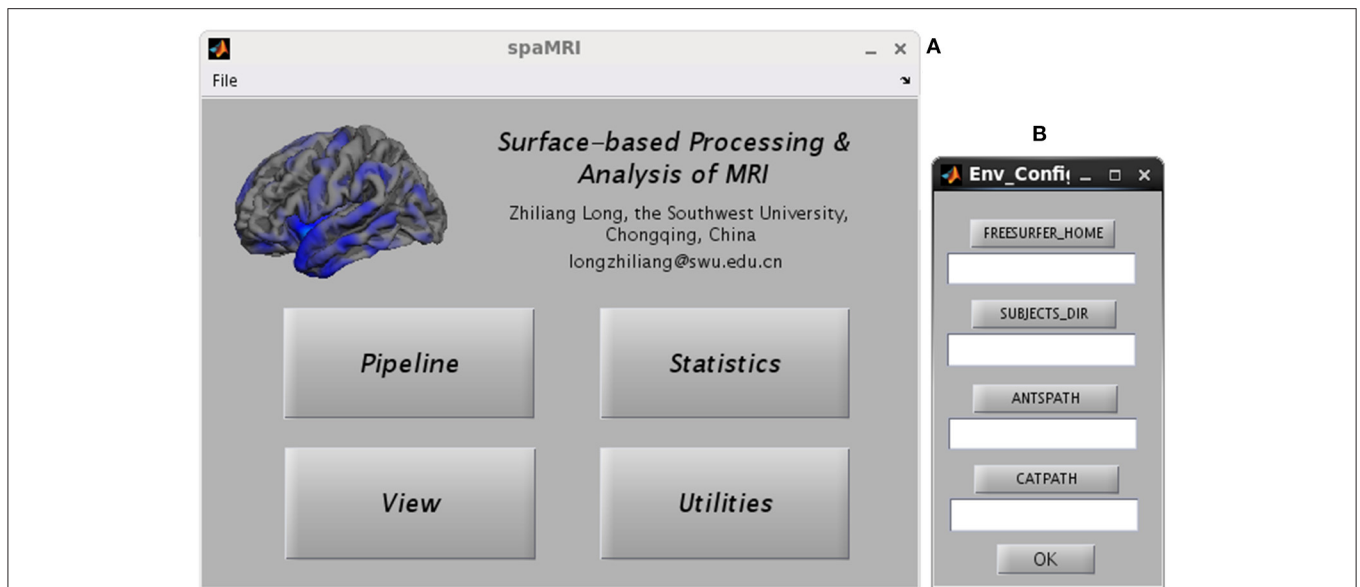 spaMRI
A
File
Surface-based Processing &
Analysis of MRI
Zhiliang Long, the Southwest University,
Chongqing, China
longzhiliang@swu.edu.cn
Pipeline
Statistics
View
Utilities
B
Env_Config
FREESURFER_HOME
SUBJECTS_DIR
ANTSPATH
CATPATH
OK